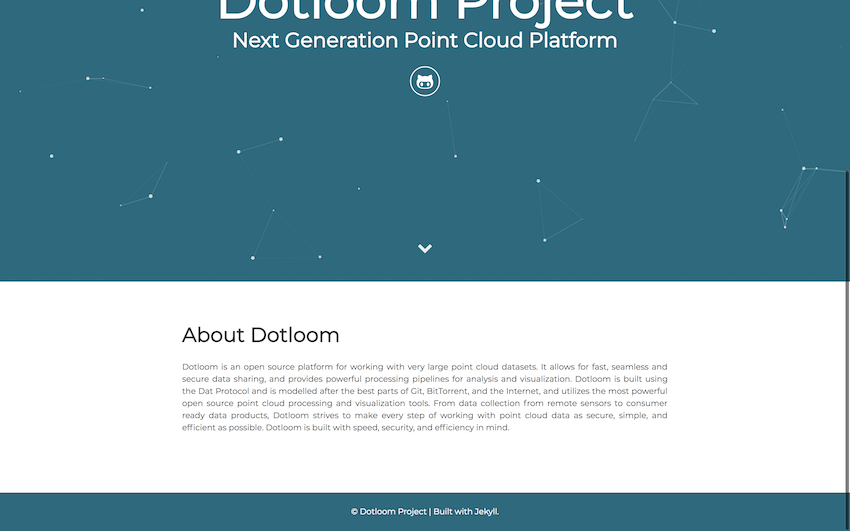 Dotloom Project
Next Generation Point Cloud Platform
About Dotloom
Dotloom is an open source platform for working with very large point cloud datasets. It allows for fast, seamless and
secure data sharing, and provides powerful processing pipelines for analysis and visualization. Dotloom is built using
the Dat Protocol and is modelled after the best parts of Git, BitTorrent, and the Internet, and utilizes the most powerful
open source point cloud processing and visualization tools. From data collection from remote sensors to consumer
ready data products, Dotloom strives to make every step of working with point cloud data as secure, simple, and
efficient as possible. Dotloom is built with speed, security, and efficiency in mind.
© Dotloom Project | Built with Jekyll.